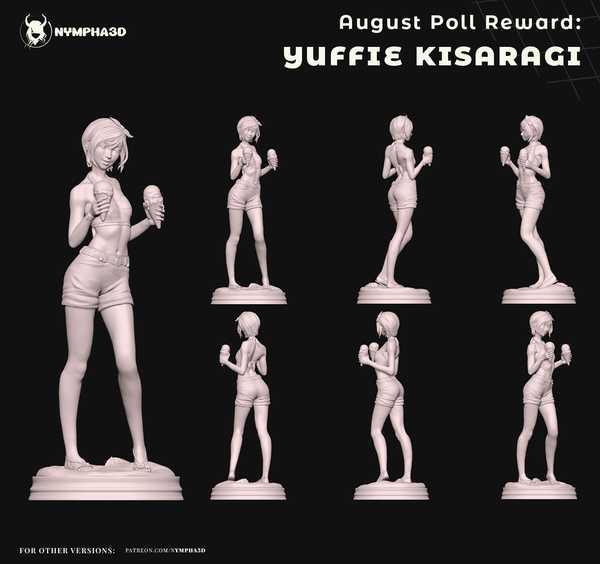 NYMPHA3D
August Poll Reward:
YUFFIE KISARAGI
FOR OTHER VERSIONS: PATREON.COM/NYMPHA3D